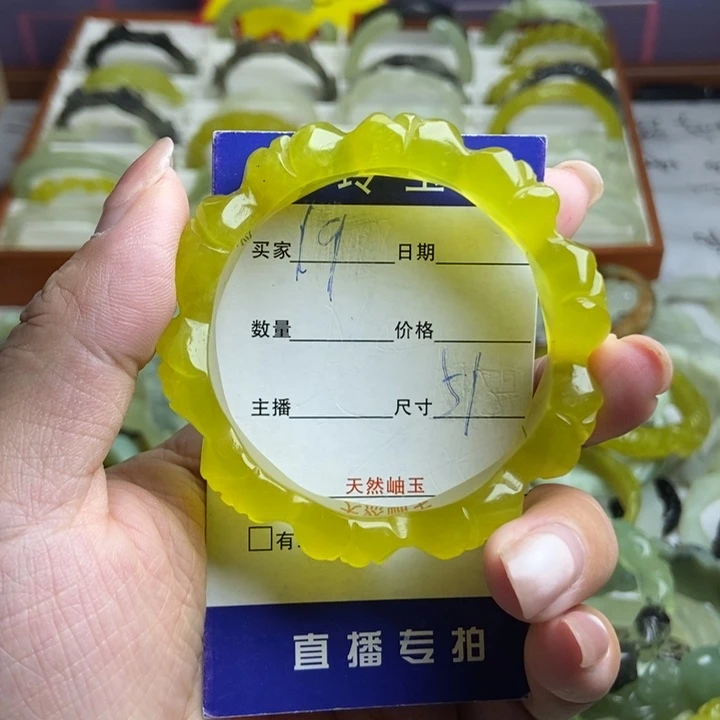 买家 19 日期
数量 价格
主播 尺寸 51
天然岫玉
□有
直播专拍